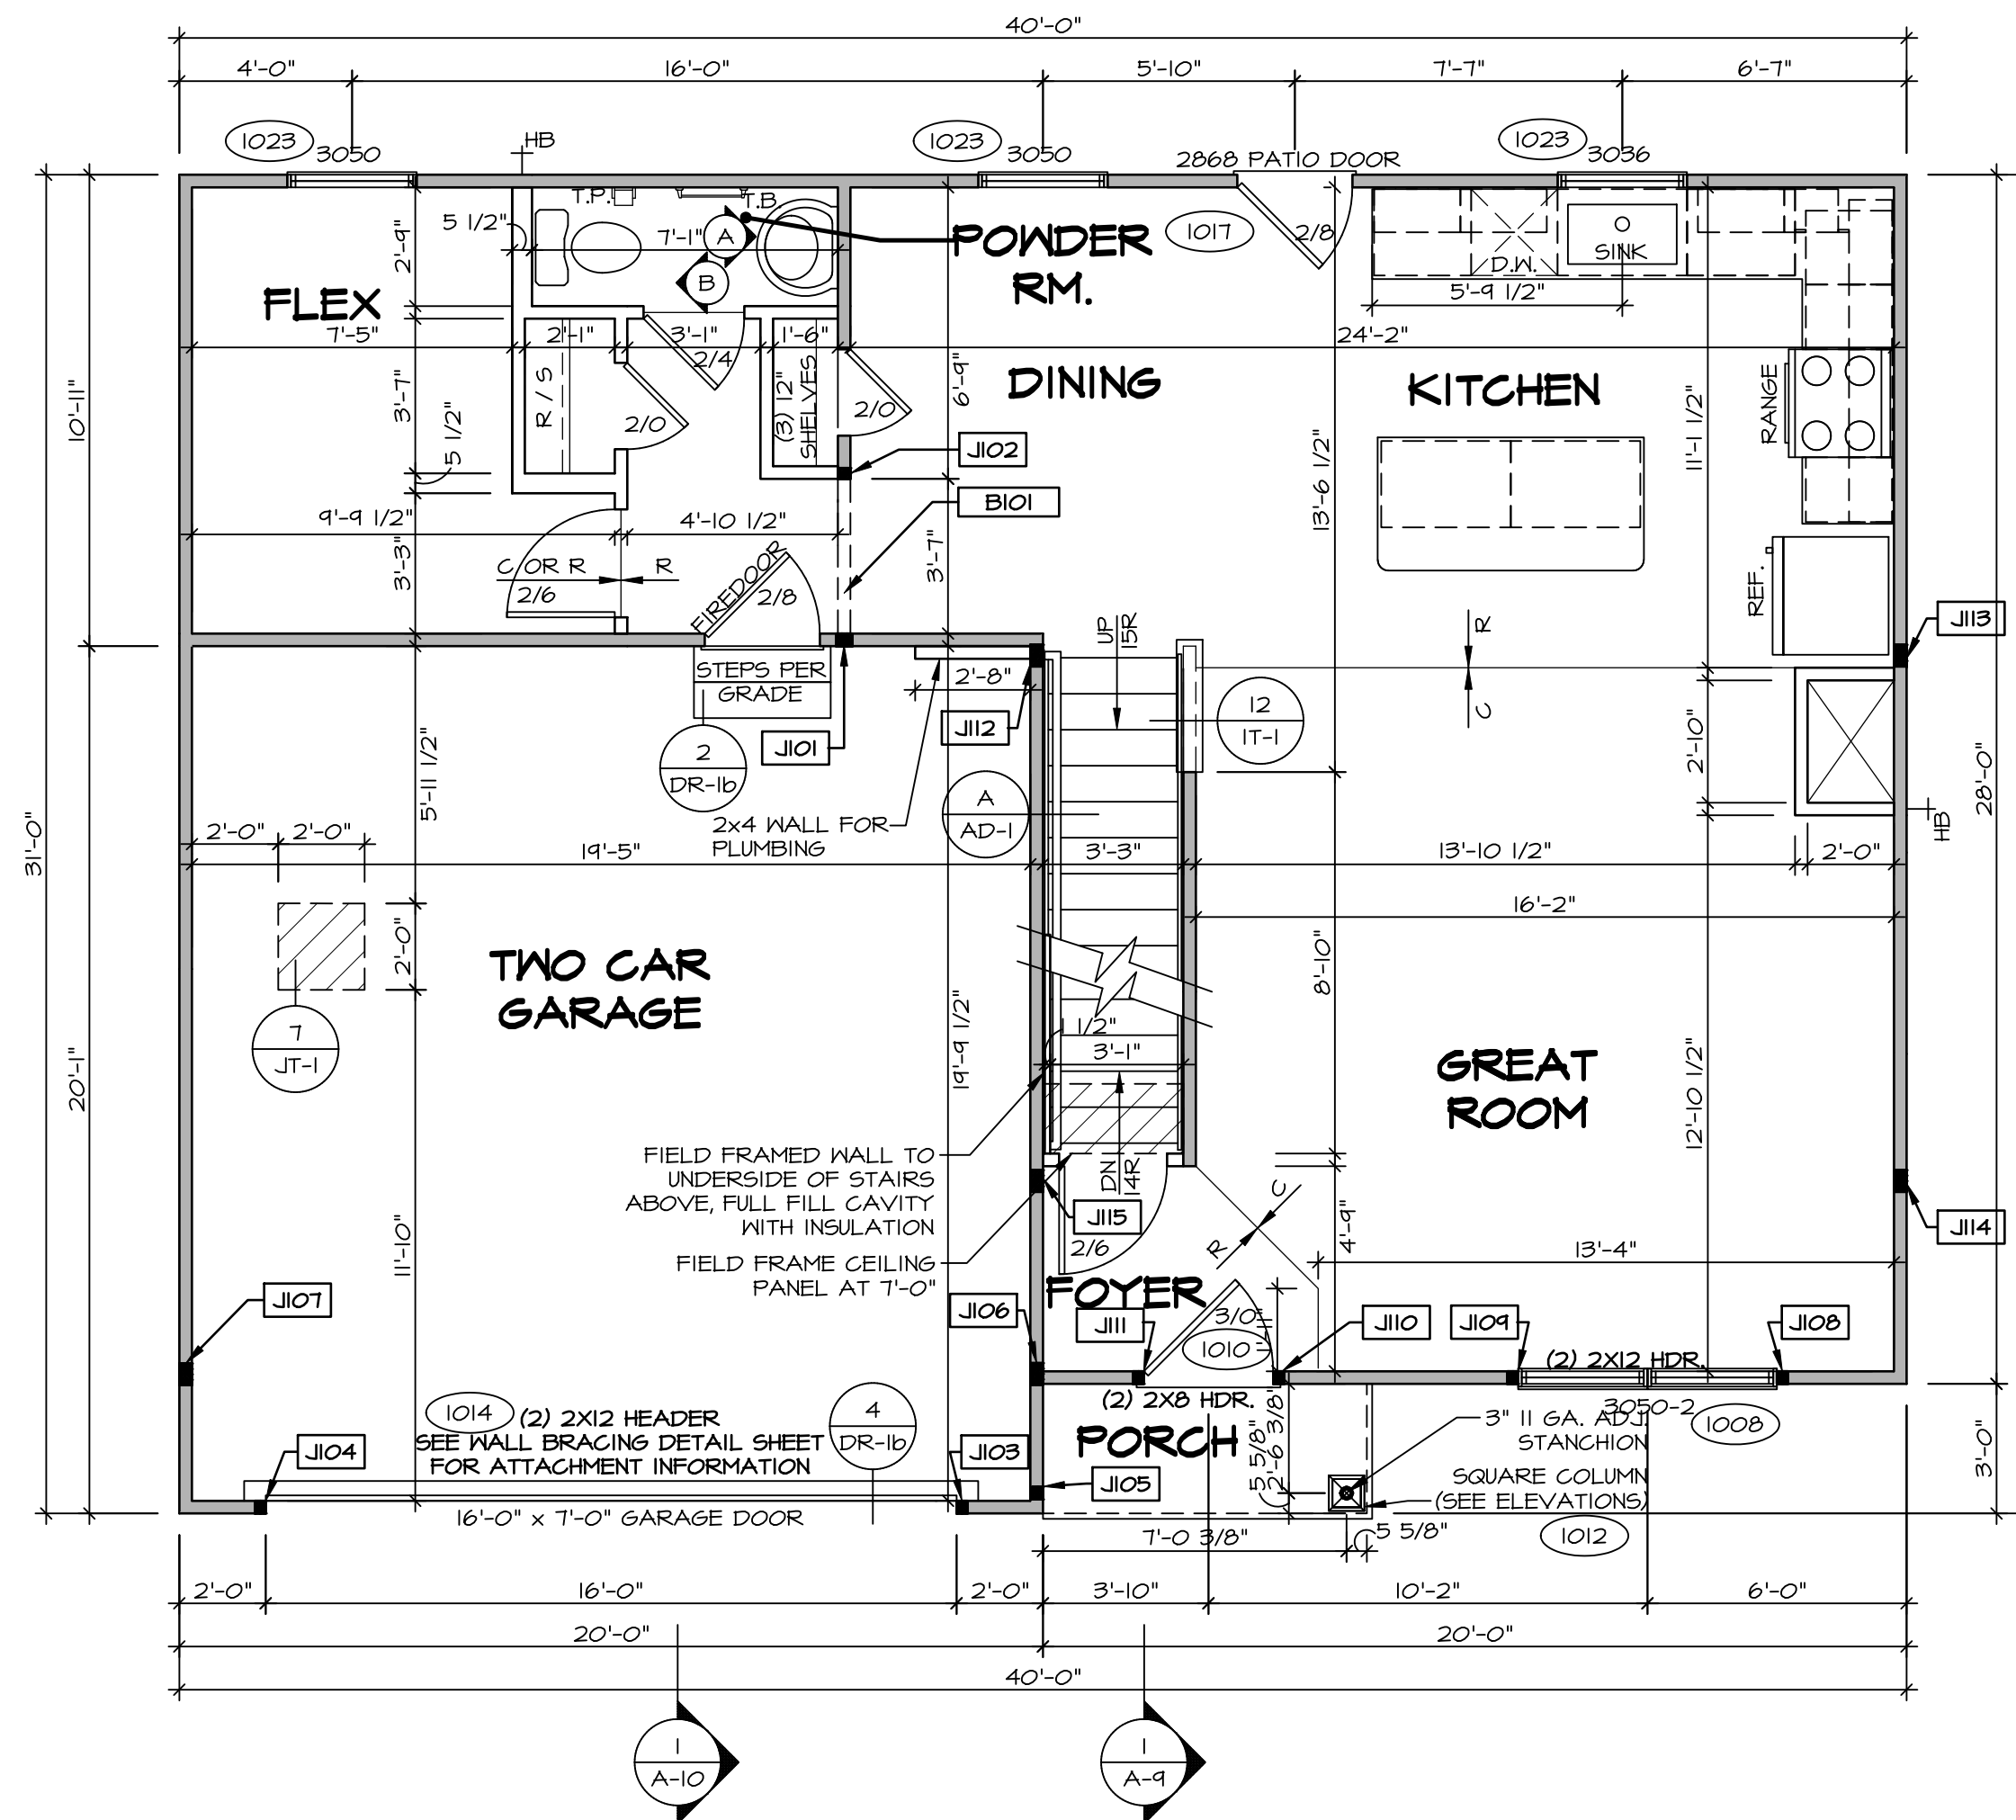 40'-0"
4'-0"
16'-0"
5'-10"
7'-7"
6'-7"
1023
3050
HB
1023
3050
2868 PATIO DOOR
1023
3036
T.P.
T.B.
5 1/2"
7'-1"
A
B
2'-9"
POWDER
RM.
1017
2/8
D.W.
SINK
5'-9 1/2"
FLEX
7'-5"
2'-1"
3'-1"
1'-6"
24'-2"
2/4
R / S
(3) 12"
SHELVES
2/0
2/0
3'-7"
5 1/2"
6'-9"
DINING
KITCHEN
RANGE
11'-1 1/2"
13'-6 1/2"
10'-11"
J102
B101
9'-9 1/2"
4'-10 1/2"
3'-3"
3'-7"
C OR R
R
2/6
FIREDOOR
2/8
REF.
J113
UP
15R
R
C
STEPS PER
GRADE
2'-8"
J112
J101
2
DR-1b
12
IT-1
5'-11 1/2"
2'-10"
28'-0"
HB
A
AD-1
2x4 WALL FOR
PLUMBING
2'-0"
2'-0"
19'-5"
3'-3"
13'-10 1/2"
2'-0"
31'-0"
16'-2"
2'-0"
TWO CAR
GARAGE
8'-10"
7
JT-1
19'-9 1/2"
1 1/2"
3'-1"
20'-1"
GREAT
ROOM
12'-10 1/2"
FIELD FRAMED WALL TO
UNDERSIDE OF STAIRS
ABOVE, FULL FILL CAVITY
WITH INSULATION
DN
14R
J115
J114
C
R
4'-9"
2/6
11'-10"
FIELD FRAME CEILING
PANEL AT 7'-0"
13'-4"
FOYER
J107
J106
J111
3/0
1010
J110
J109
J108
(2) 2X12 HDR.
(2) 2X8 HDR.
3050-2
1008
1014
(2) 2X12 HEADER
SEE WALL BRACING DETAIL SHEET
FOR ATTACHMENT INFORMATION
4
DR-1b
J104
J103
J105
PORCH
5 5/8"
2'-6 3/8"
3" 11 GA. ADJ.
STANCHION
SQUARE COLUMN
(SEE ELEVATIONS)
3'-0"
1012
16'-0" x 7'-0" GARAGE DOOR
7'-0 3/8"
5 5/8"
2'-0"
16'-0"
2'-0"
3'-10"
10'-2"
6'-0"
20'-0"
20'-0"
40'-0"
1
A-10
1
A-9